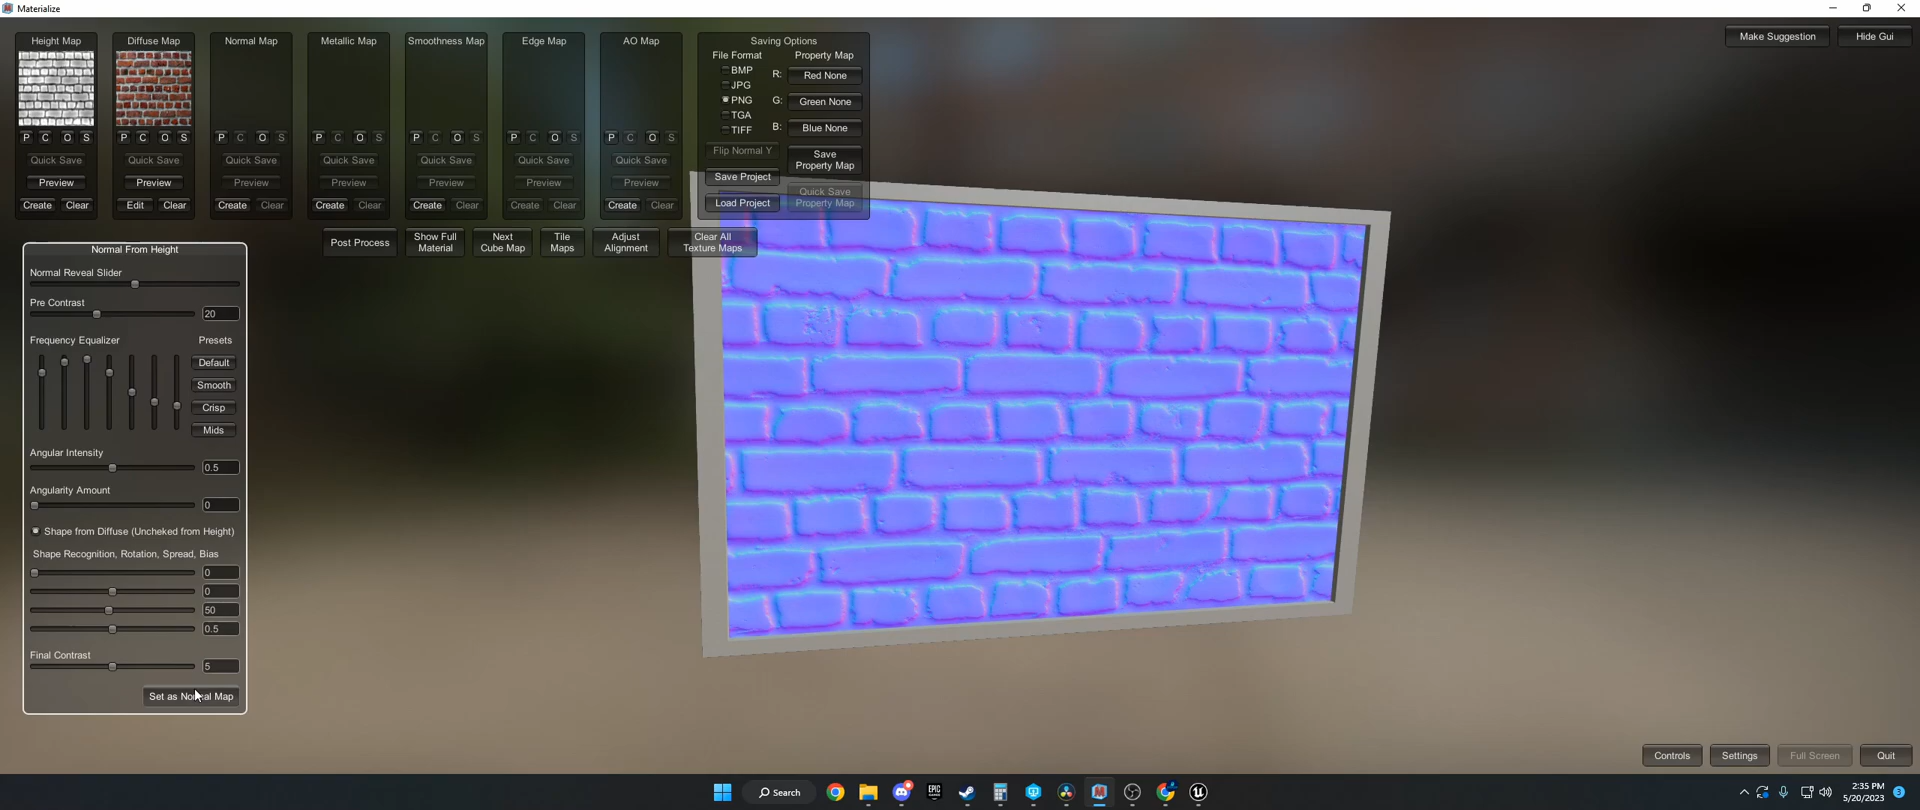 Materialize
Height Map
Diffuse Map
Normal Map
Metallic Map
Smoothness Map
Edge Map
AO Map
P C O S
P C O S
P C O S
P C O S
P C O S
P C O S
P C O S
Quick Save
Quick Save
Quick Save
Quick Save
Quick Save
Quick Save
Quick Save
Preview
Preview
Preview
Preview
Preview
Preview
Preview
Create Clear
Edit Clear
Create Clear
Create Clear
Create Clear
Create Clear
Create Clear
Saving Options
File Format
Property Map
BMP
JPG
PNG
TGA
TIFF
R: Red None
G: Green None
B: Blue None
Flip Normal Y
Save
Property Map
Save Project
Quick Save
Property Map
Load Project
Make Suggestion
Hide Gui
Post Process
Show Full
Material
Next
Cube Map
Tile
Maps
Adjust
Alignment
Clear All
Texture Maps
Normal From Height
Normal Reveal Slider
Pre Contrast
20
Frequency Equalizer
Presets
Default
Smooth
Crisp
Mids
Angular Intensity
0.5
Angularity Amount
0
Shape from Diffuse (Uncheked from Height)
Shape Recognition, Rotation, Spread, Bias
0
0
50
0.5
Final Contrast
5
Set as Normal Map
Controls
Settings
Full Screen
Quit
Search
EPIC
2:35 PM
5/20/2023
3